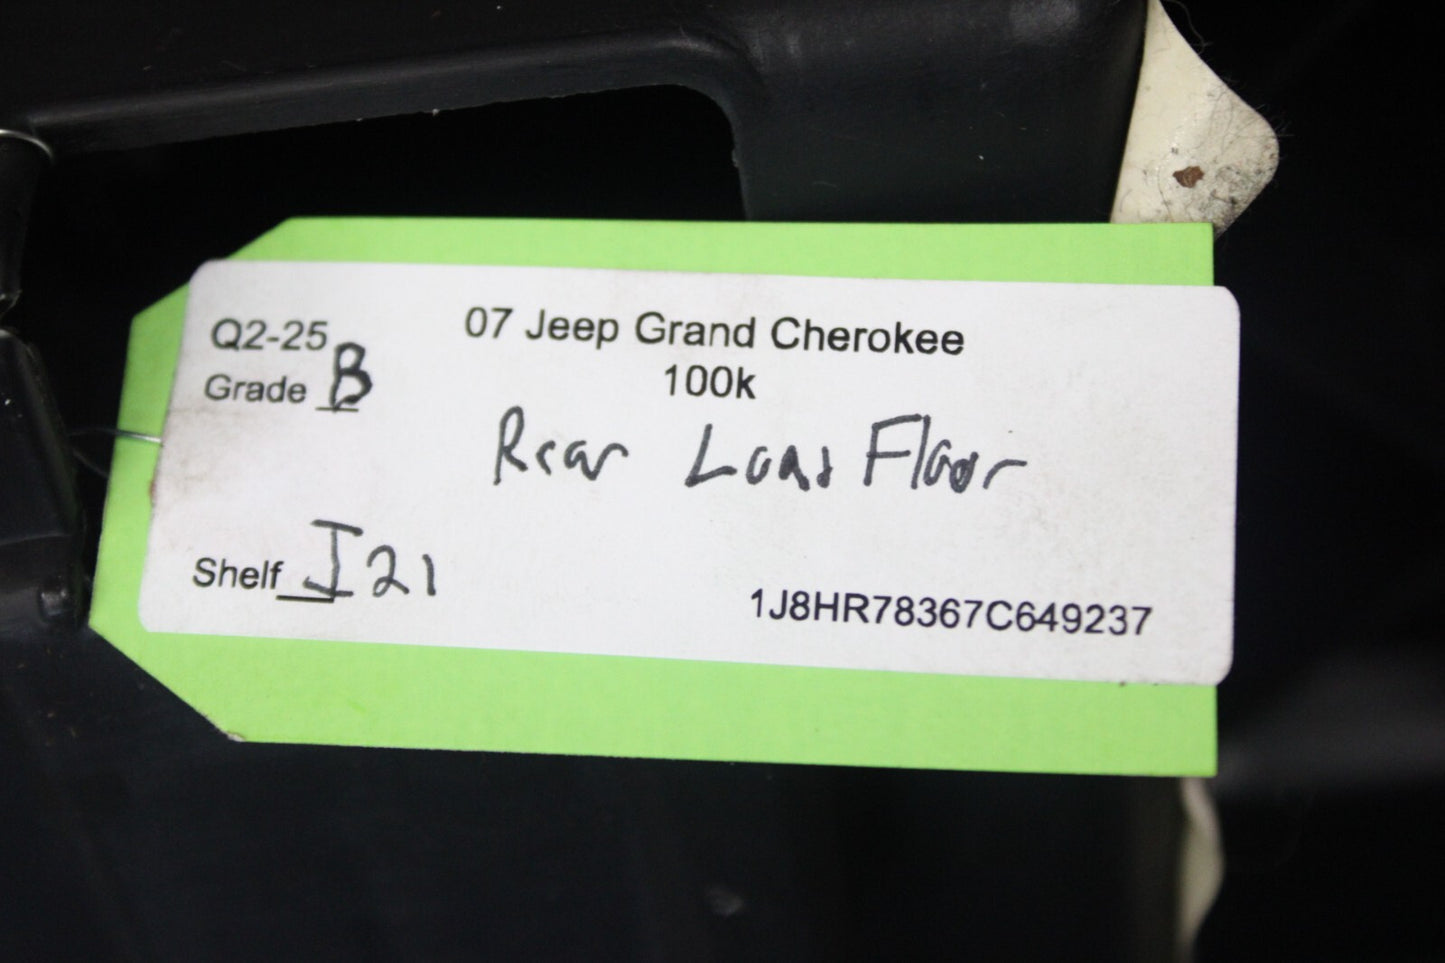 Q2-25
07 Jeep Grand Cherokee
Grade B
100k
Rear Load Floor
Shelf J21
1J8HR78367C649237